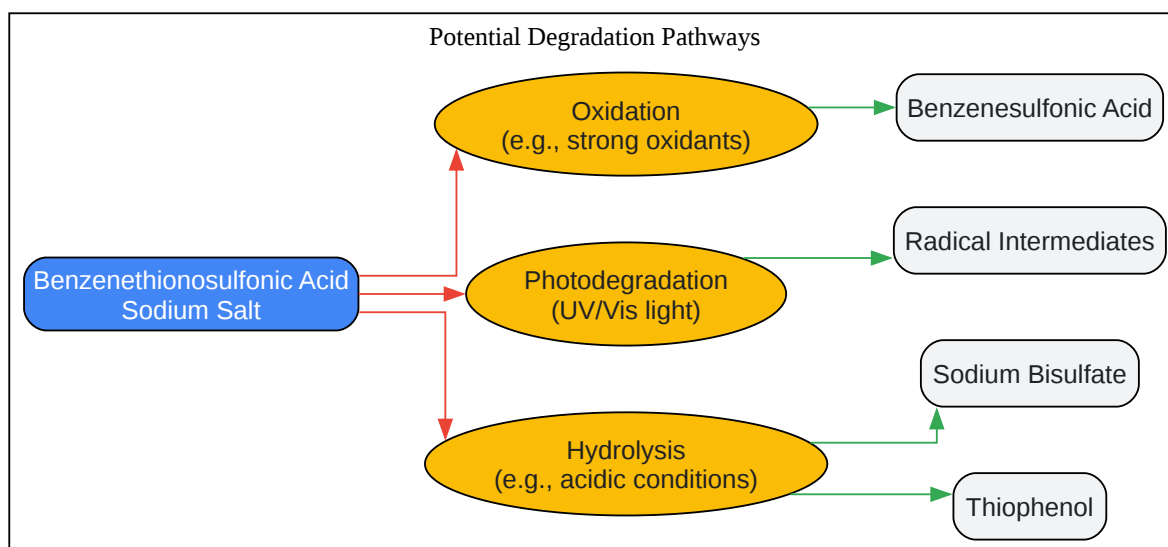 Potential Degradation Pathways
Oxidation
(e.g., strong oxidants)
Benzenesulfonic Acid
Benzenethionosulfonic Acid
Sodium Salt
Photodegradation
(UV/Vis light)
Radical Intermediates
Hydrolysis
(e.g., acidic conditions)
Sodium Bisulfate
Thiophenol